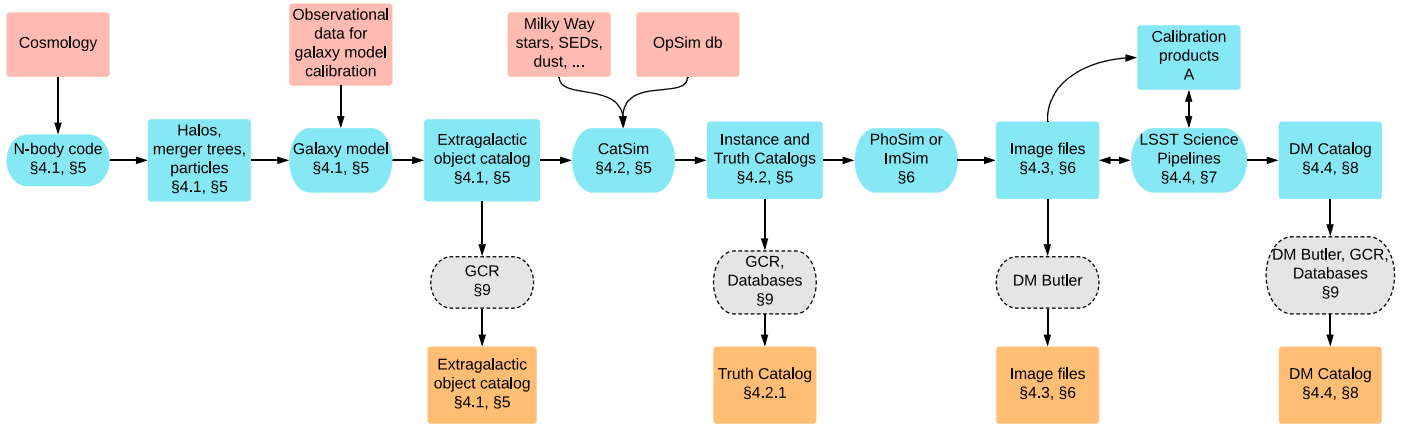 Cosmology
Observational
data for
galaxy model
calibration
Milky Way
stars, SEDs,
dust, ...
OpSim db
Calibration
products
A
N-body code
§4.1, §5
Halos,
merger trees,
particles
§4.1, §5
Galaxy model
§4.1, §5
Extragalactic
object catalog
§4.1, §5
CatSim
§4.2, §5
Instance and
Truth Catalogs
§4.2, §5
PhoSim or
ImSim
§6
Image files
§4.3, §6
LSST Science
Pipelines
§4.4, §7
DM Catalog
§4.4, §8
GCR
§9
GCR,
Databases
§9
DM Butler
DM Butler, GCR,
Databases
§9
Extragalactic
object catalog
§4.1, §5
Truth Catalog
§4.2.1
Image files
§4.3, §6
DM Catalog
§4.4, §8